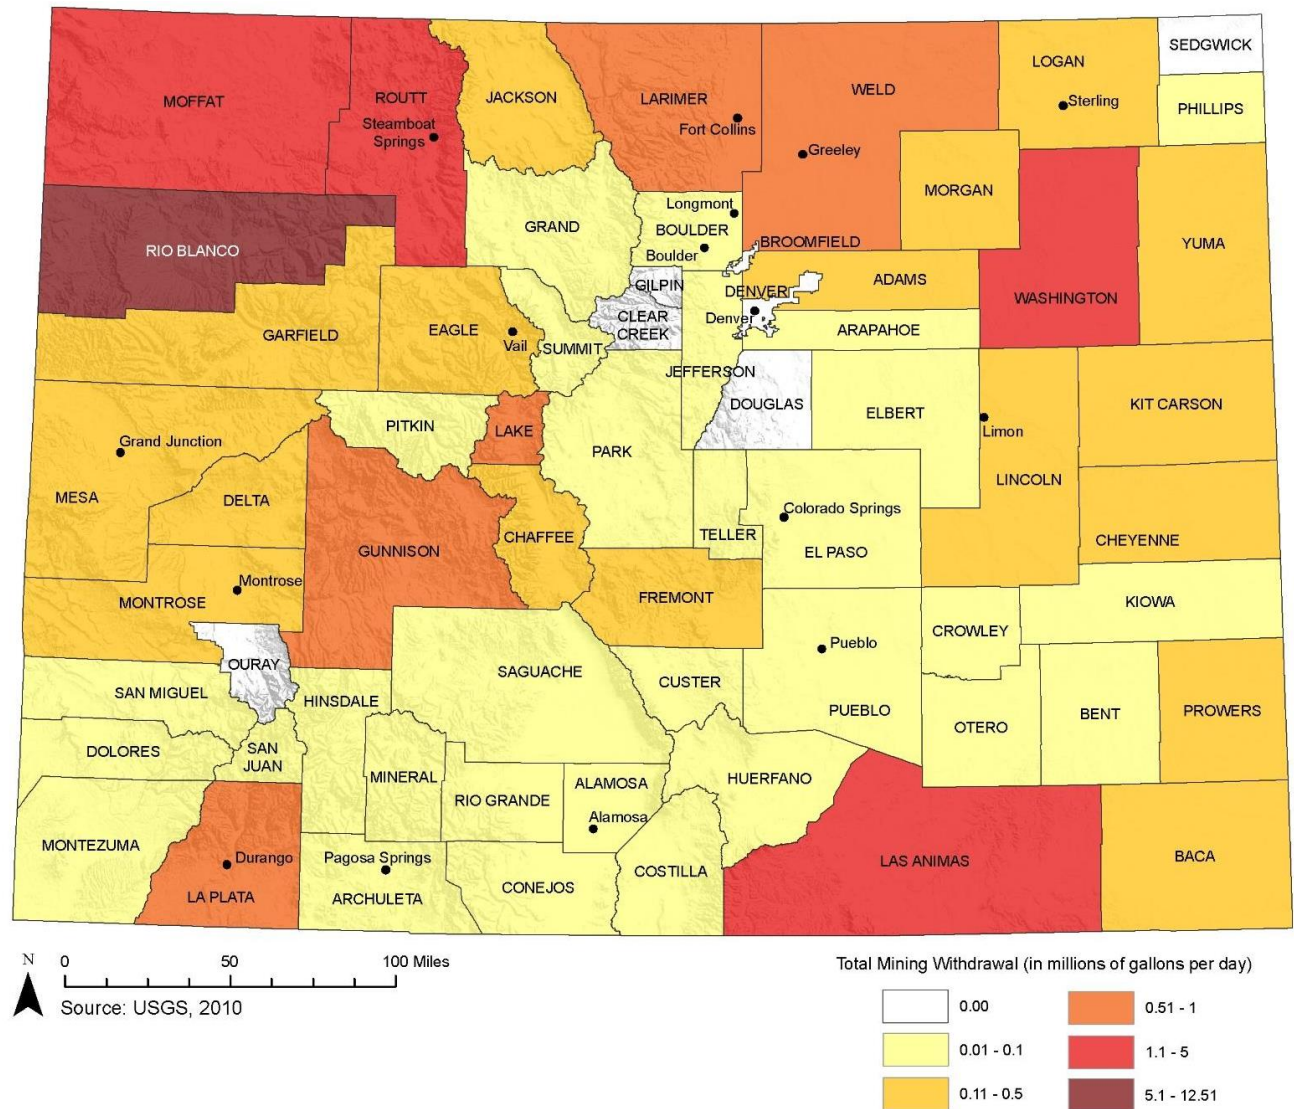 SEDGWICK
LOGAN
MOFFAT
ROUTT
JACKSON
LARIMER
WELD
Sterling
PHILLIPS
Steamboat
Springs
Fort Collins
Greeley
MORGAN
Longmont
GRAND
BOULDER
Boulder
BROOMFIELD
YUMA
RIO BLANCO
GILPIN
DENVER
ADAMS
WASHINGTON
CLEAR
CREEK
Denver
ARAPAHOE
GARFIELD
EAGLE
Vail
SUMMIT
JEFFERSON
DOUGLAS
ELBERT
KIT CARSON
PITKIN
LAKE
Limon
Grand Junction
PARK
MESA
DELTA
LINCOLN
Colorado Springs
GUNNISON
CHAFFEE
TELLER
EL PASO
CHEYENNE
Montrose
MONTROSE
FREMONT
KIOWA
CROWLEY
Pueblo
OURAY
SAGUACHE
CUSTER
SAN MIGUEL
HINSDALE
PUEBLO
OTERO
BENT
PROWERS
DOLORES
SAN
JUAN
MINERAL
ALAMOSA
HUERFANO
RIO GRANDE
Alamosa
MONTEZUMA
Durango
Pagosa Springs
COSTILLA
LAS ANIMAS
BACA
LA PLATA
ARCHULETA
CONEJOS
N
0 50 100 Miles
Source: USGS, 2010
Total Mining Withdrawal (in millions of gallons per day)
0.00
0.01 - 0.1
0.11 - 0.5
0.51 - 1
1.1 - 5
5.1 - 12.51